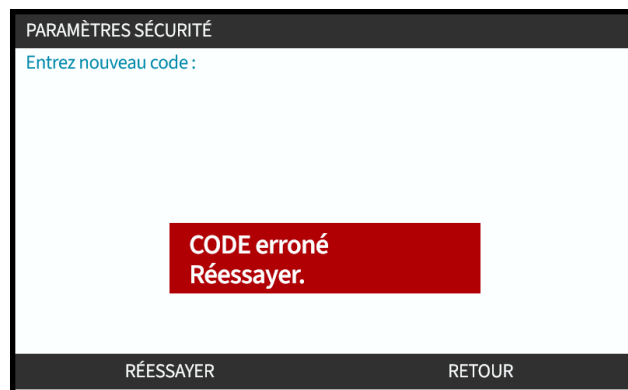 PARAMÈTRES SÉCURITÉ
Entrez nouveau code :
CODE erroné
Réessayer.
RÉESSAYER
RETOUR